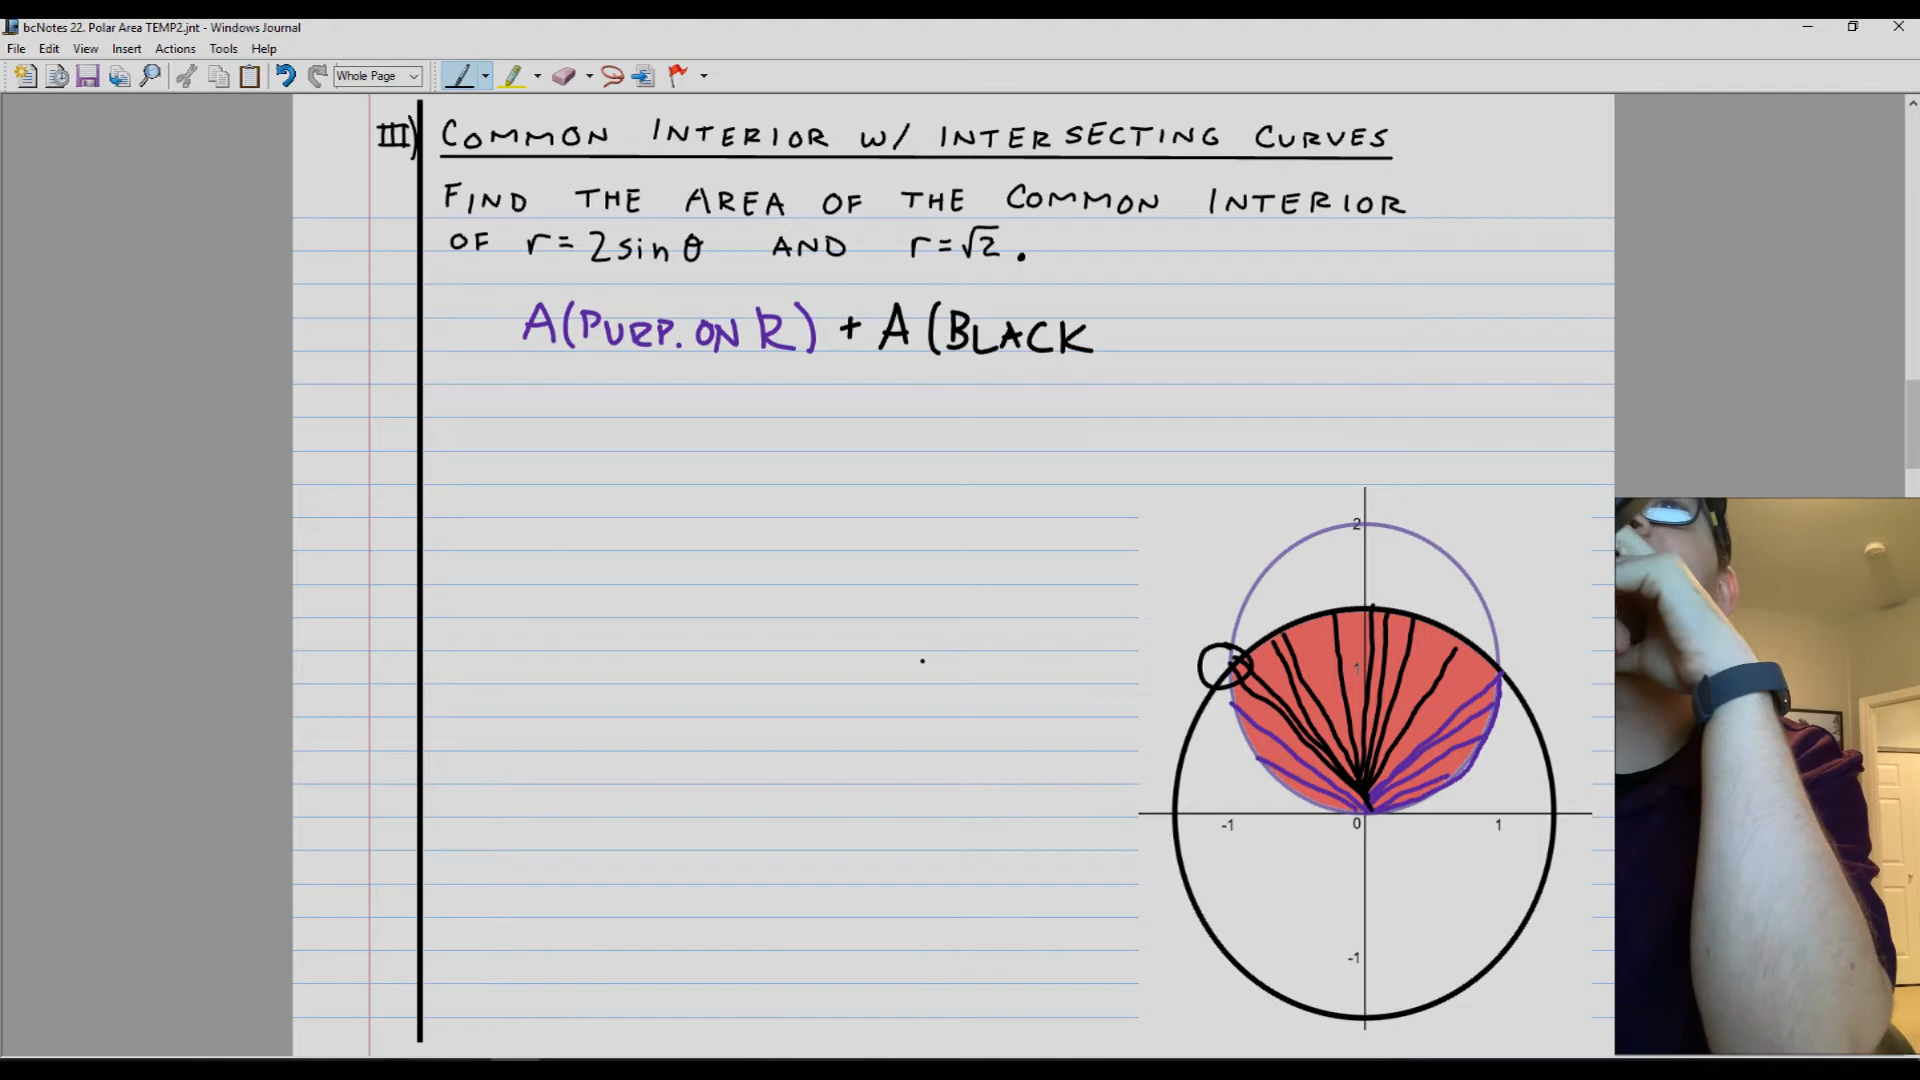 bcNotes 22. Polar Area TEMP2.jnt - Windows Journal
File Edit View Insert Actions Tools Help
Whole Page
III) COMMON INTERIOR W/ INTERSECTING CURVES
FIND THE AREA OF THE COMMON INTERIOR
OF r = 2 sin θ AND r = √2 .
A(PURP. ON R) + A (BLACK
2
1
-1 0 1
-1